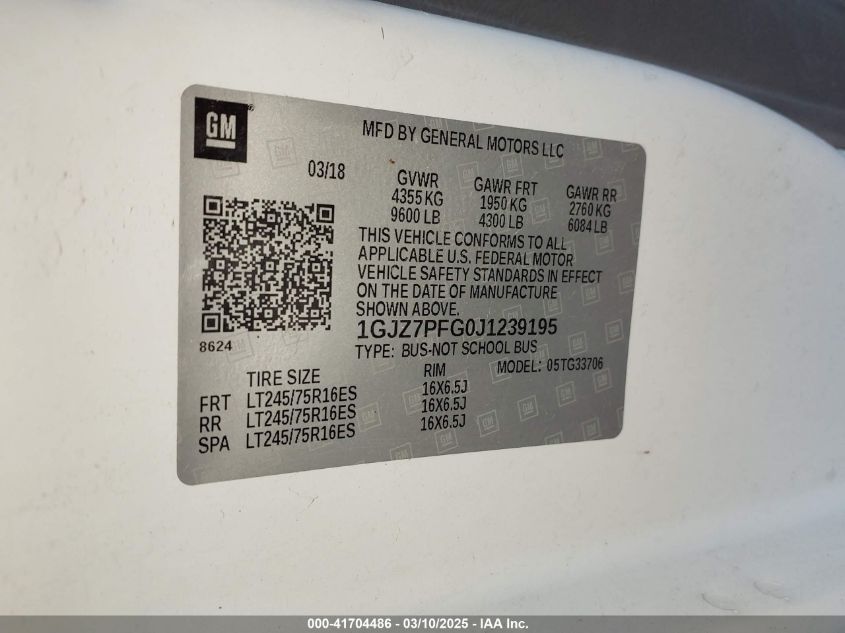 GM
MFD BY GENERAL MOTORS LLC
03/18
GVWR GAWR FRT GAWR RR
4355 KG 1950 KG 2760 KG
9600 LB 4300 LB 6084 LB
THIS VEHICLE CONFORMS TO ALL
APPLICABLE U.S. FEDERAL MOTOR
VEHICLE SAFETY STANDARDS IN EFFECT
ON THE DATE OF MANUFACTURE
SHOWN ABOVE.
1GJZ7PFG0J1239195
8624
TYPE: BUS-NOT SCHOOL BUS
MODEL: 05TG33706
TIRE SIZE RIM
FRT LT245/75R16ES 16X6.5J
RR LT245/75R16ES 16X6.5J
SPA LT245/75R16ES 16X6.5J
000-41704486 - 03/10/2025 - IAA Inc.